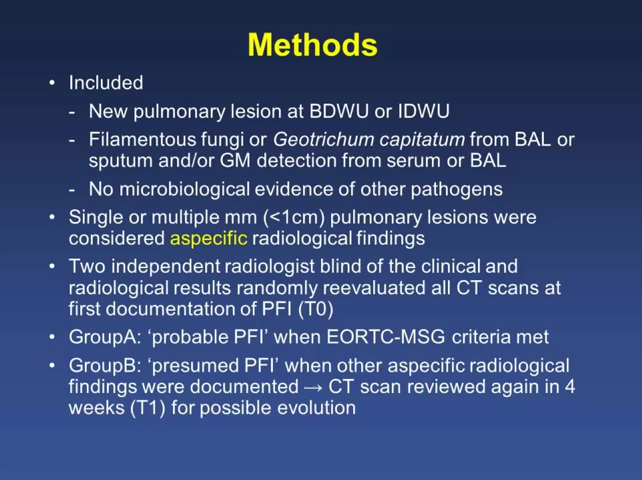 Methods
• Included
- New pulmonary lesion at BDWU or IDWU
- Filamentous fungi or Geotrichum capitatum from BAL or
sputum and/or GM detection from serum or BAL
- No microbiological evidence of other pathogens
• Single or multiple mm (<1cm) pulmonary lesions were
considered aspecific radiological findings
• Two independent radiologist blind of the clinical and
radiological results randomly reevaluated all CT scans at
first documentation of PFI (T0)
• GroupA: ‘probable PFI’ when EORTC-MSG criteria met
• GroupB: ‘presumed PFI’ when other aspecific radiological
findings were documented → CT scan reviewed again in 4
weeks (T1) for possible evolution